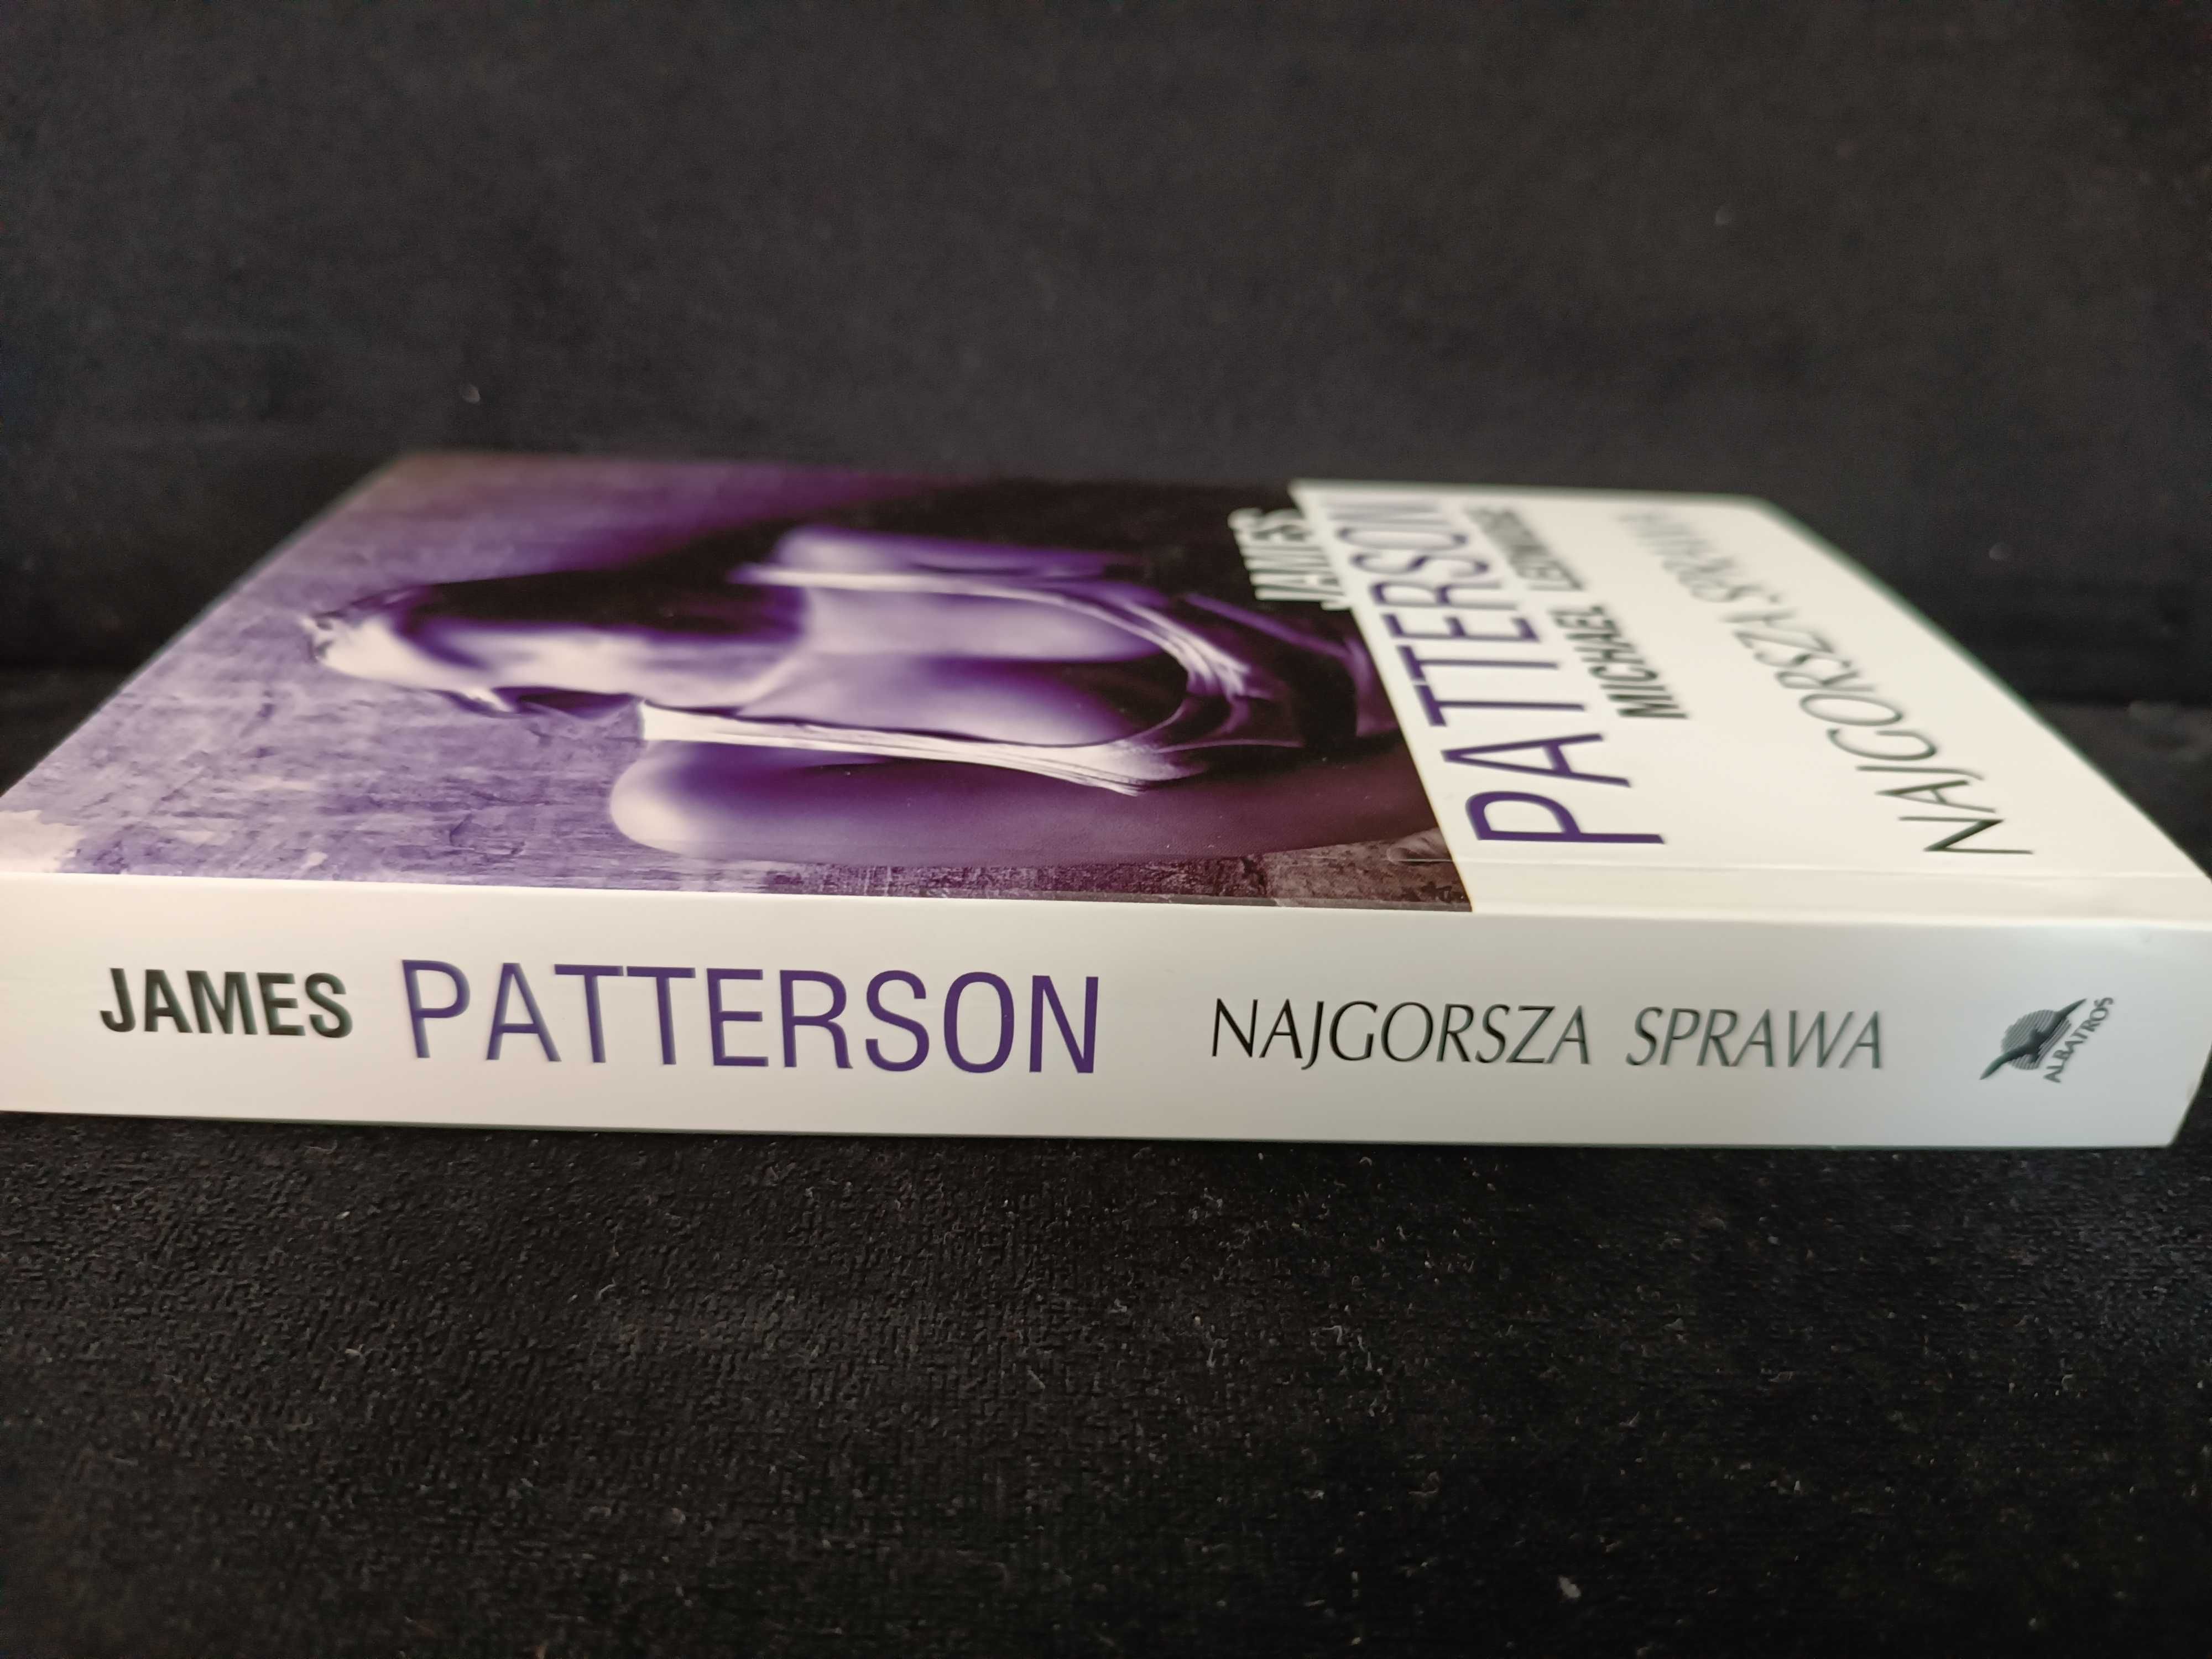 JAMES
PATTERSON
MICHAEL LEDWIDGE
NAJGORSZA SPRAWA
JAMES PATTERSON NAJGORSZA SPRAWA ALBATROS